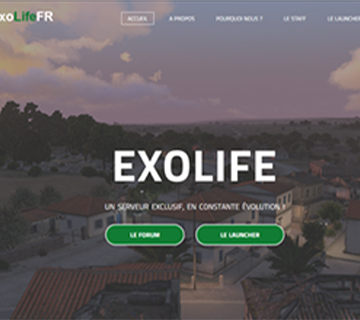 xoLifeFR
ACCUEIL A PROPOS POURQUOI NOUS ? LE STAFF LE LAUNCHER
EXOLIFE
UN SERVEUR EXCLUSIF, EN CONSTANTE ÉVOLUTION !
LE FORUM LE LAUNCHER